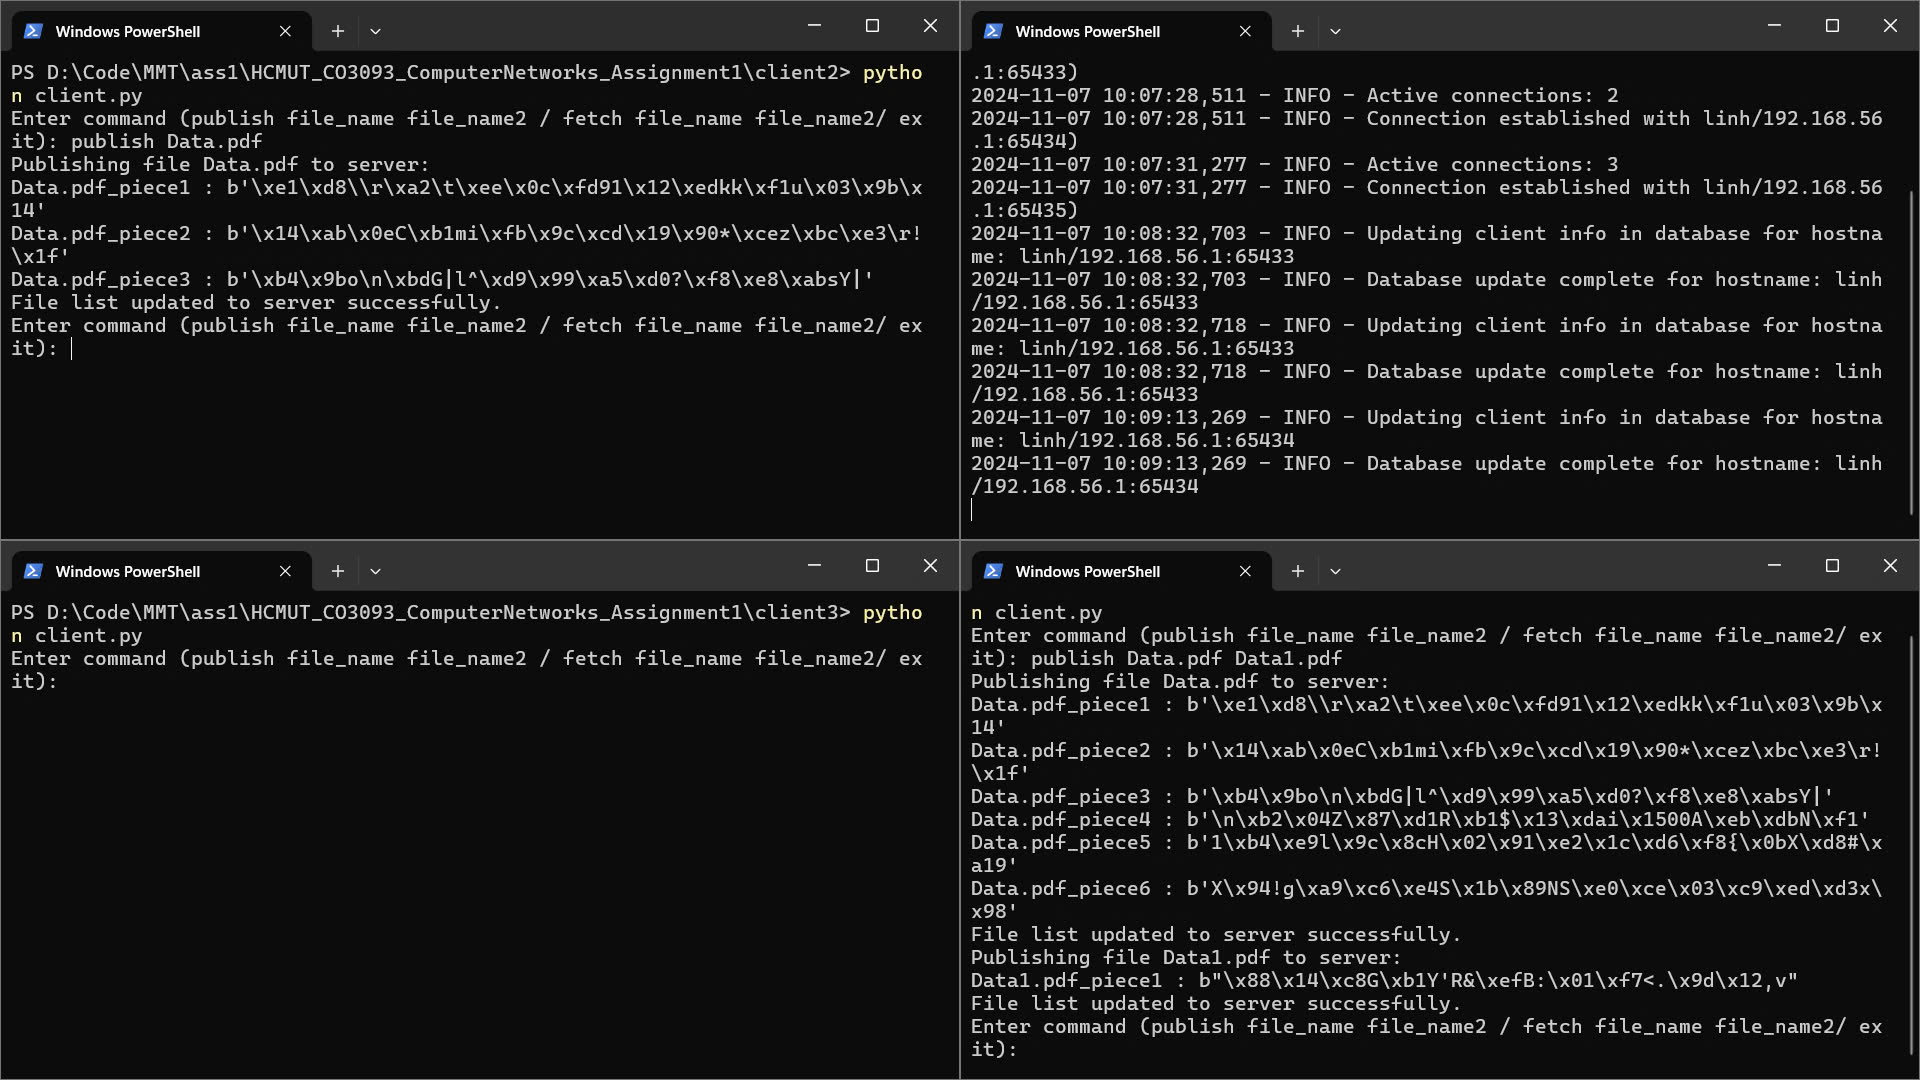 Windows PowerShell
PS D:\Code\MMT\ass1\HCMUT_CO3093_ComputerNetworks_Assignment1\client2> pytho
n client.py
Enter command (publish file_name file_name2 / fetch file_name file_name2/ ex
it): publish Data.pdf
Publishing file Data.pdf to server:
Data.pdf_piece1 : b'\xe1\xd8\\r\xa2\t\xee\x0c\xfd91\x12\xedkk\xf1u\x03\x9b\x
14'
Data.pdf_piece2 : b'\x14\xab\x0eC\xb1mi\xfb\x9c\xcd\x19\x90*\xcez\xbc\xe3\r!
\x1f'
Data.pdf_piece3 : b'\xb4\x9bo\n\xbdG|l^\xd9\x99\xa5\xd0?\xf8\xe8\xabsY|'
File list updated to server successfully.
Enter command (publish file_name file_name2 / fetch file_name file_name2/ ex
it):
Windows PowerShell
.1:65433)
2024-11-07 10:07:28,511 - INFO - Active connections: 2
2024-11-07 10:07:28,511 - INFO - Connection established with linh/192.168.56
.1:65434)
2024-11-07 10:07:31,277 - INFO - Active connections: 3
2024-11-07 10:07:31,277 - INFO - Connection established with linh/192.168.56
.1:65435)
2024-11-07 10:08:32,703 - INFO - Updating client info in database for hostna
me: linh/192.168.56.1:65433
2024-11-07 10:08:32,703 - INFO - Database update complete for hostname: linh
/192.168.56.1:65433
2024-11-07 10:08:32,718 - INFO - Updating client info in database for hostna
me: linh/192.168.56.1:65433
2024-11-07 10:08:32,718 - INFO - Database update complete for hostname: linh
/192.168.56.1:65433
2024-11-07 10:09:13,269 - INFO - Updating client info in database for hostna
me: linh/192.168.56.1:65434
2024-11-07 10:09:13,269 - INFO - Database update complete for hostname: linh
/192.168.56.1:65434
Windows PowerShell
PS D:\Code\MMT\ass1\HCMUT_CO3093_ComputerNetworks_Assignment1\client3> pytho
n client.py
Enter command (publish file_name file_name2 / fetch file_name file_name2/ ex
it):
Windows PowerShell
n client.py
Enter command (publish file_name file_name2 / fetch file_name file_name2/ ex
it): publish Data.pdf Data1.pdf
Publishing file Data.pdf to server:
Data.pdf_piece1 : b'\xe1\xd8\\r\xa2\t\xee\x0c\xfd91\x12\xedkk\xf1u\x03\x9b\x
14'
Data.pdf_piece2 : b'\x14\xab\x0eC\xb1mi\xfb\x9c\xcd\x19\x90*\xcez\xbc\xe3\r!
\x1f'
Data.pdf_piece3 : b'\xb4\x9bo\n\xbdG|l^\xd9\x99\xa5\xd0?\xf8\xe8\xabsY|'
Data.pdf_piece4 : b'\n\xb2\x04Z\x87\xd1R\xb1$\x13\xdai\x1500A\xeb\xdbN\xf1'
Data.pdf_piece5 : b'1\xb4\xe9l\x9c\x8cH\x02\x91\xe2\x1c\xd6\xf8{\x0bX\xd8#\x
a19'
Data.pdf_piece6 : b'X\x94!g\xa9\xc6\xe4S\x1b\x89NS\xe0\xce\x03\xc9\xed\xd3x\
x98'
File list updated to server successfully.
Publishing file Data1.pdf to server:
Data1.pdf_piece1 : b"\x88\x14\xc8G\xb1Y'R&\xefB:\x01\xf7<.\x9d\x12,v"
File list updated to server successfully.
Enter command (publish file_name file_name2 / fetch file_name file_name2/ ex
it):